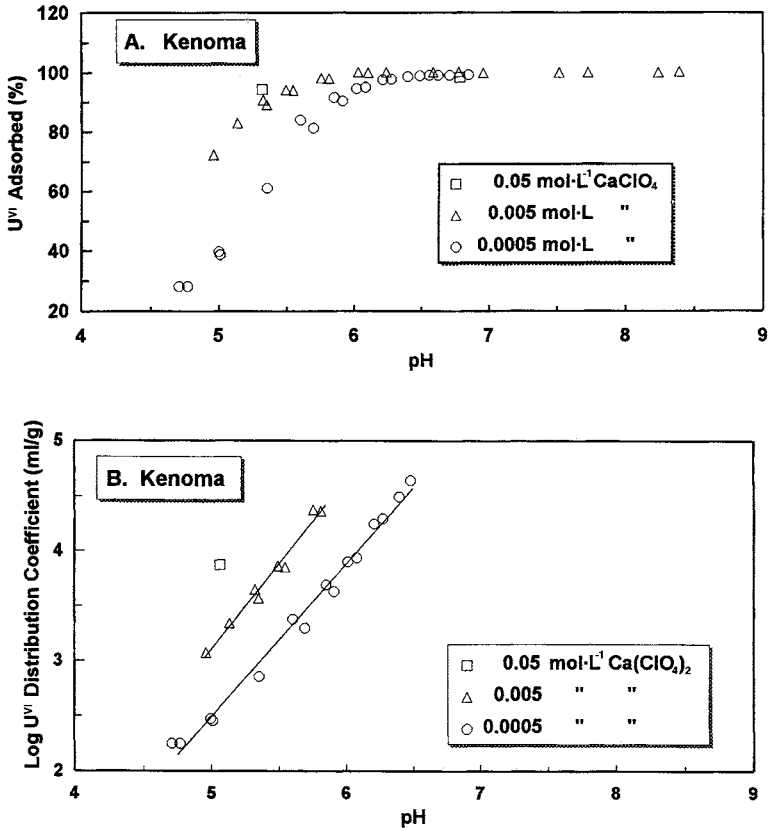 A. Kenoma
120
100
80
60
40
20
U^VI Adsorbed (%)
□ 0.05 mol·L^-1 CaClO₄
△ 0.005 mol·L "
○ 0.0005 mol·L "
4 5 6 7 8 9
pH
B. Kenoma
5
4
3
2
Log U^VI Distribution Coefficient (ml/g)
□ 0.05 mol·L^-1 Ca(ClO₄)₂
△ 0.005 " "
○ 0.0005 " "
4 5 6 7 8 9
pH